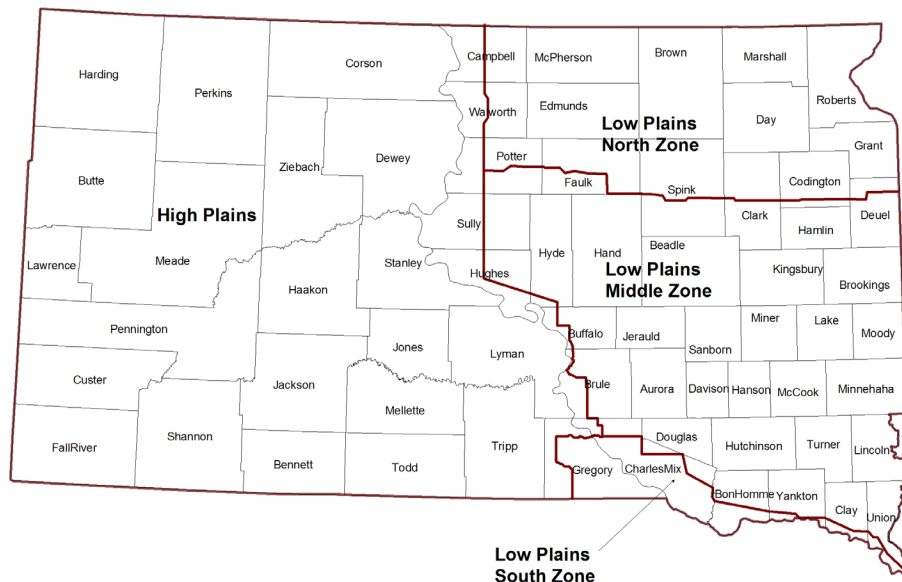 Harding
Perkins
Corson
Campbell
McPherson
Brown
Marshall
Roberts
Walworth
Edmunds
Day
Low Plains
North Zone
Grant
Butte
Ziebach
Dewey
Potter
Faulk
Spink
Codington
High Plains
Sully
Clark
Deuel
Hamlin
Lawrence
Meade
Haakon
Stanley
Hughes
Hyde
Hand
Beadle
Low Plains
Middle Zone
Kingsbury
Brookings
Pennington
Jones
Lyman
Buffalo
Jerauld
Sanborn
Miner
Lake
Moody
Custer
Jackson
Mellette
Brule
Aurora
Davison
Hanson
McCook
Minnehaha
FallRiver
Shannon
Bennett
Todd
Tripp
Gregory
CharlesMix
Douglas
Hutchinson
Turner
Lincoln
BonHomme
Yankton
Clay
Union
Low Plains
South Zone